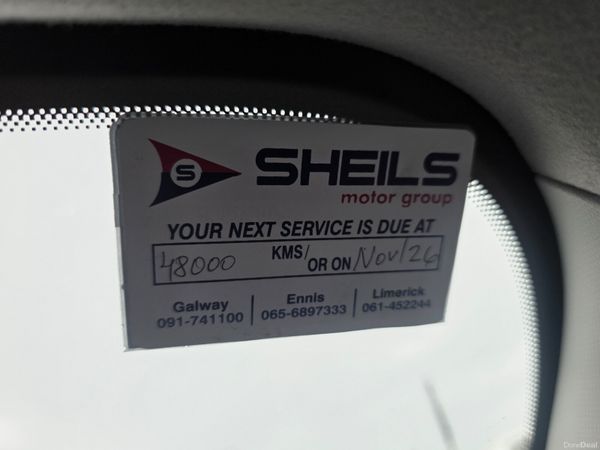 S SHEILS
motor group
YOUR NEXT SERVICE IS DUE AT
48000 KMS/ OR ON Nov/26
Galway Ennis Limerick
091-741100 065-6897333 061-452244
DoneDeal